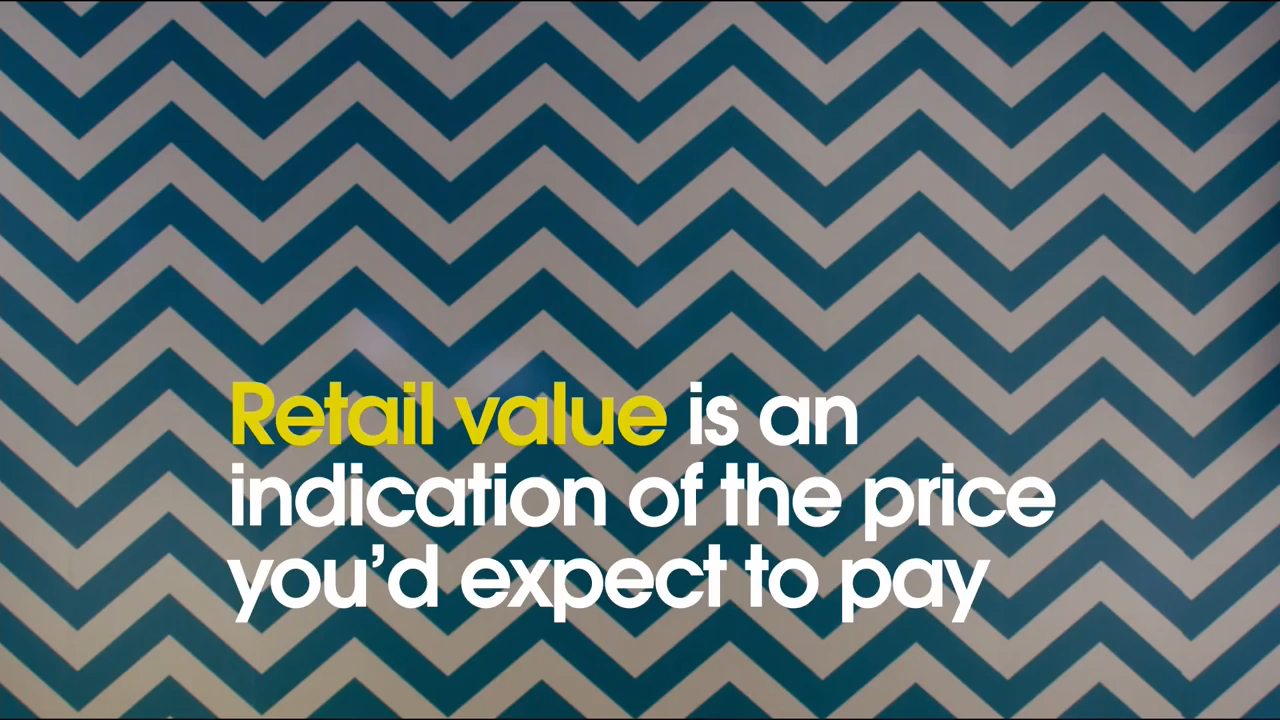 Retail value is an
indication of the price
you’d expect to pay